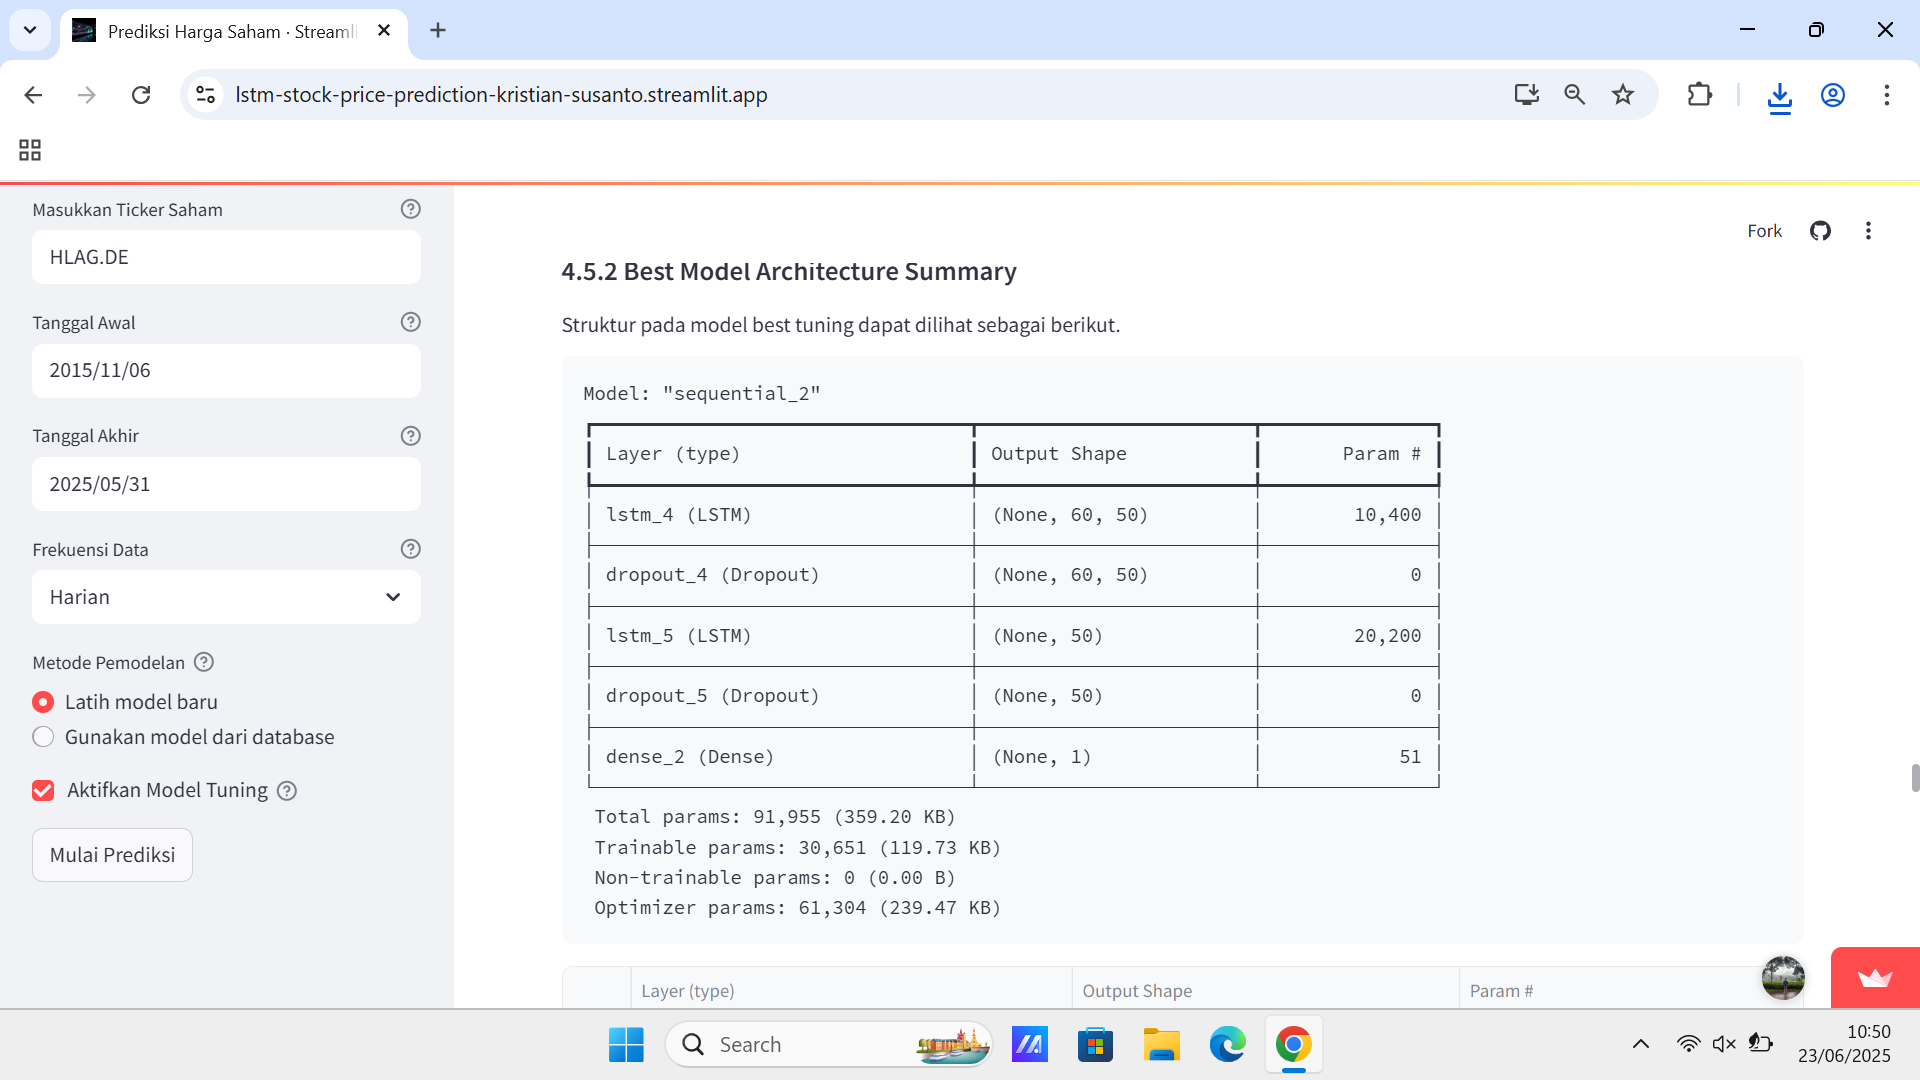 Prediksi Harga Saham · Streamli
lstm-stock-price-prediction-kristian-susanto.streamlit.app
Masukkan Ticker Saham
HLAG.DE
Tanggal Awal
2015/11/06
Tanggal Akhir
2025/05/31
Frekuensi Data
Harian
Metode Pemodelan
Latih model baru
Gunakan model dari database
Aktifkan Model Tuning
Mulai Prediksi
Fork
4.5.2 Best Model Architecture Summary
Struktur pada model best tuning dapat dilihat sebagai berikut.
Model: "sequential_2"
Layer (type) Output Shape Param #
lstm_4 (LSTM) (None, 60, 50) 10,400
dropout_4 (Dropout) (None, 60, 50) 0
lstm_5 (LSTM) (None, 50) 20,200
dropout_5 (Dropout) (None, 50) 0
dense_2 (Dense) (None, 1) 51
Total params: 91,955 (359.20 KB)
Trainable params: 30,651 (119.73 KB)
Non-trainable params: 0 (0.00 B)
Optimizer params: 61,304 (239.47 KB)
Layer (type) Output Shape Param #
Search
10:50
23/06/2025